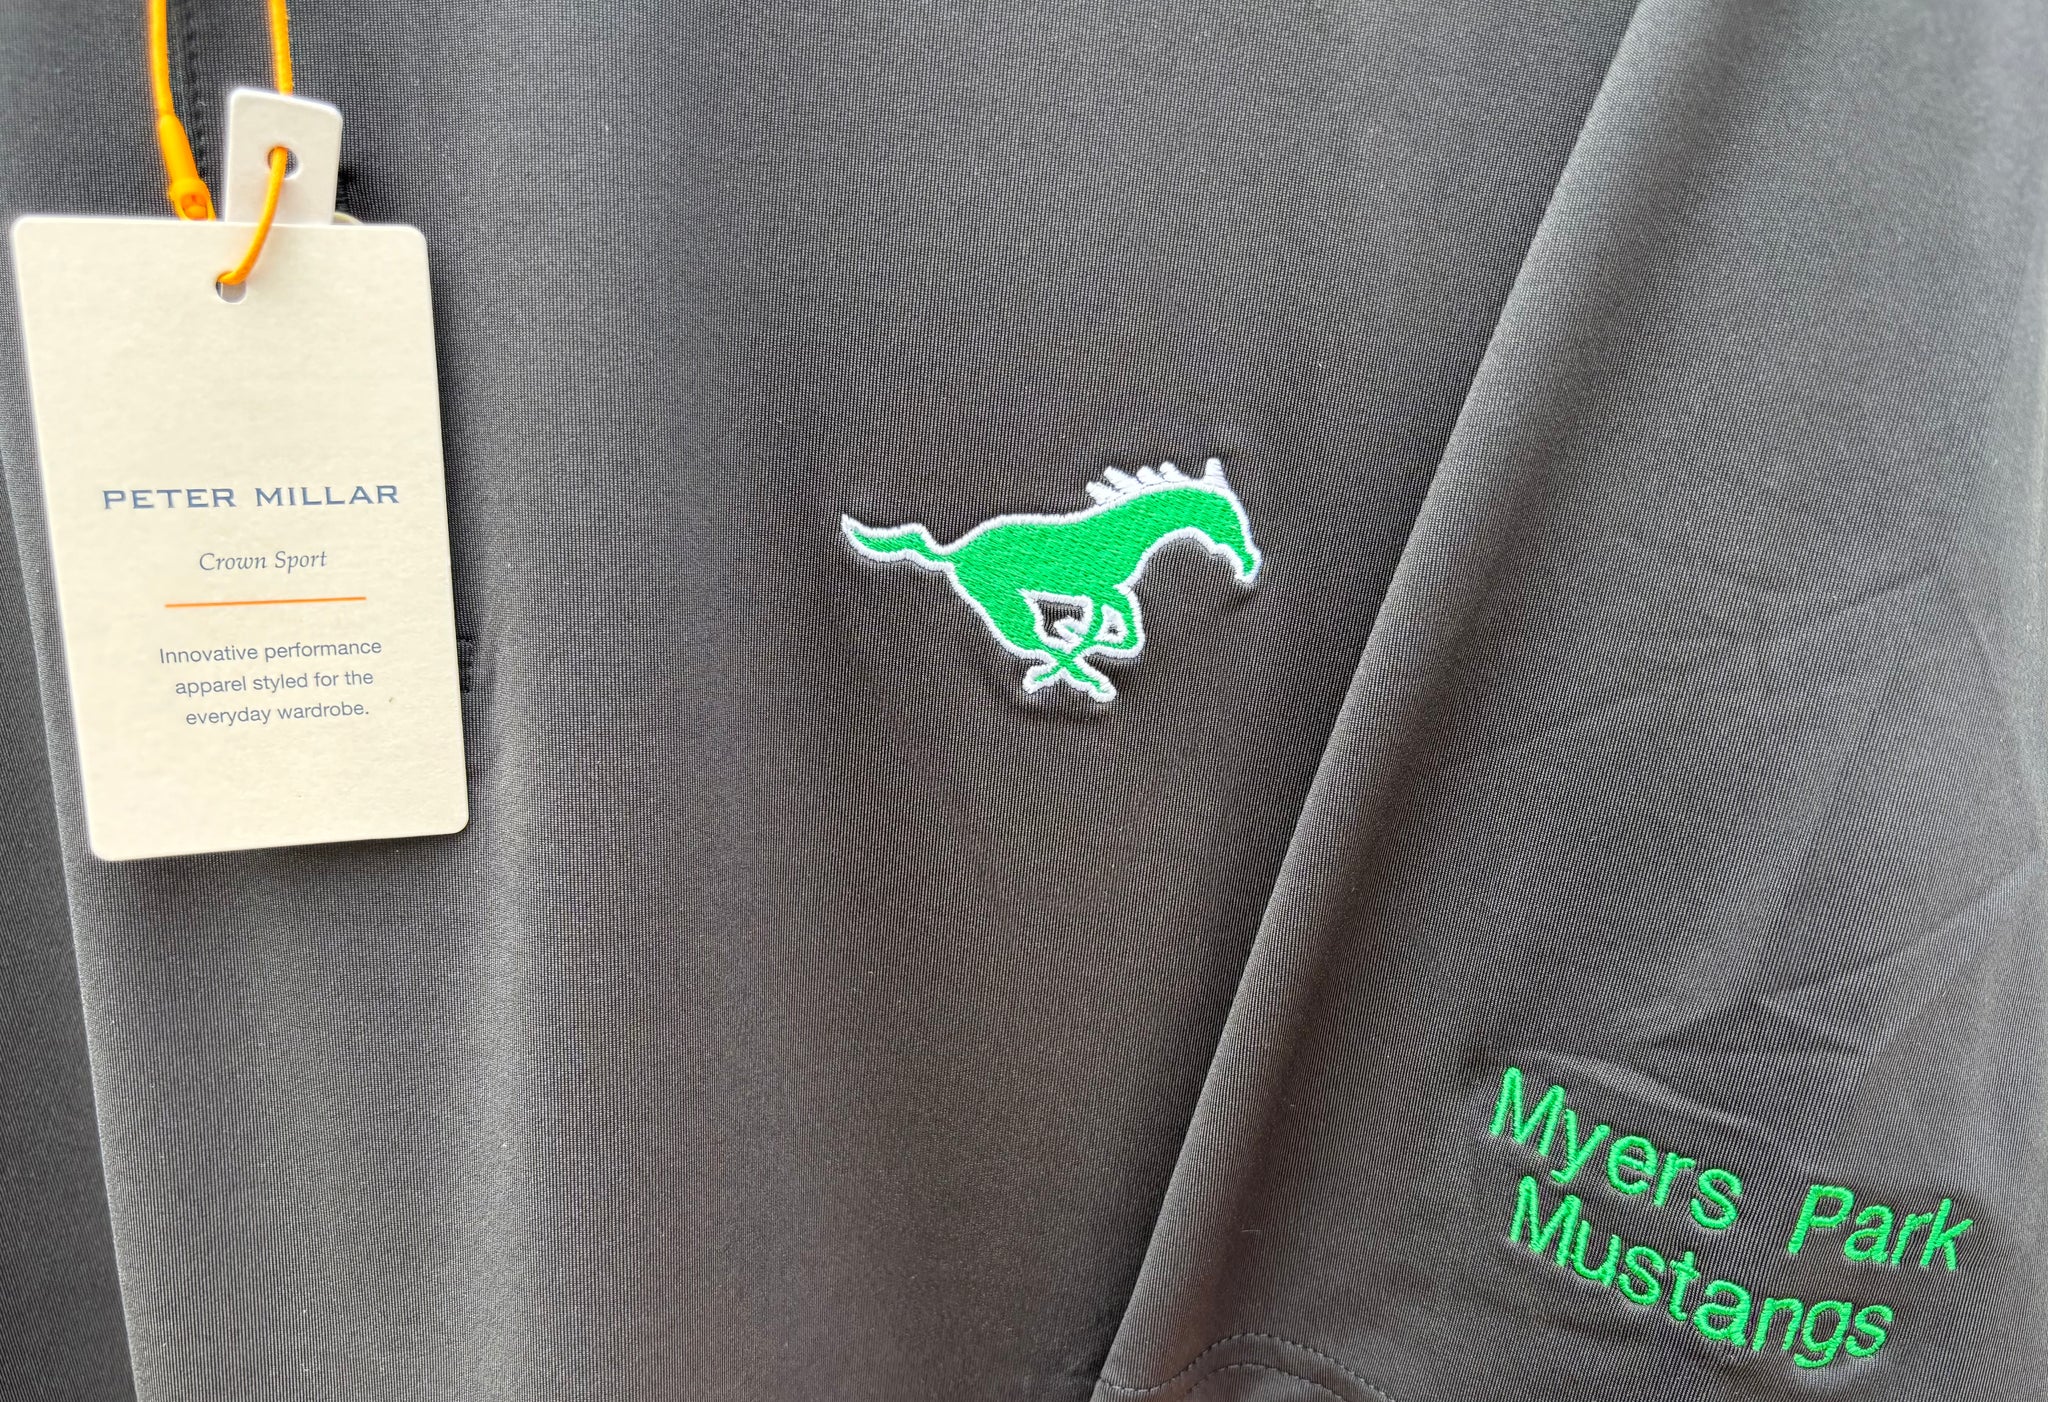 PETER MILLAR
Crown Sport
Innovative performance
apparel styled for the
everyday wardrobe.
Myers Park
Mustangs